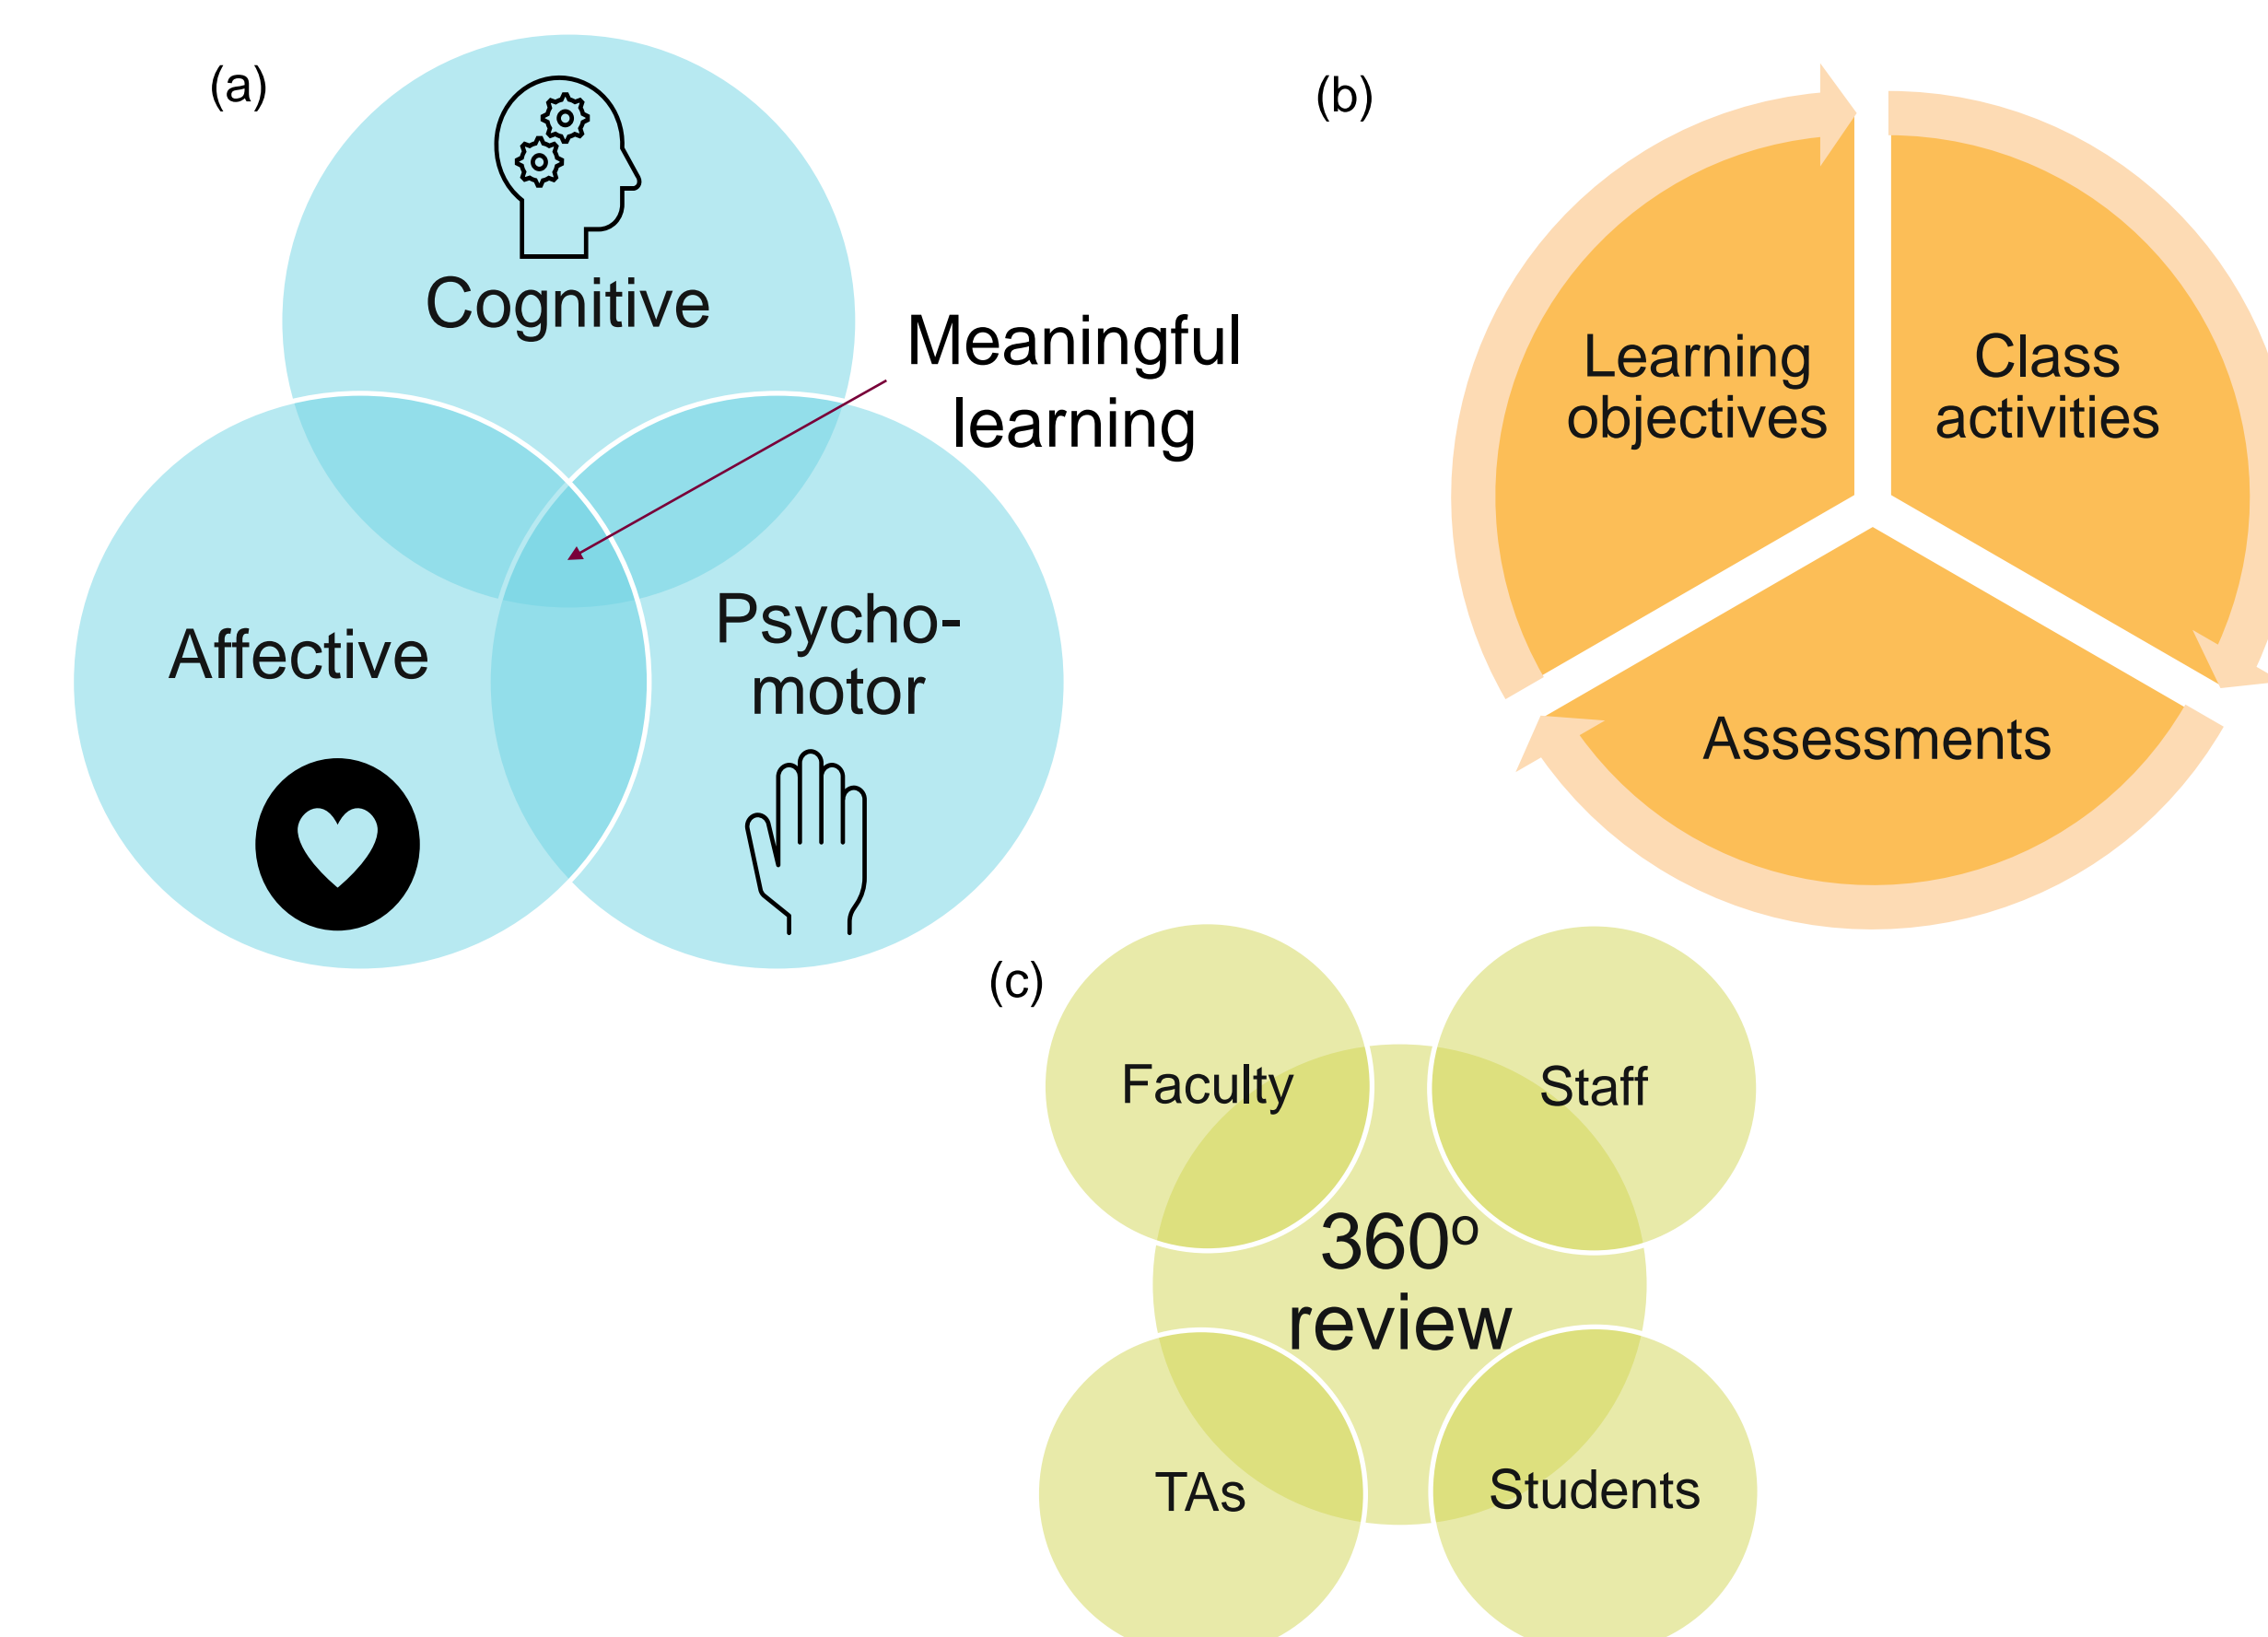 (a)
Cognitive
Meaningful
learning
Affective
Psycho-
motor
(b)
Learning
objectives
Class
activities
Assessments
(c)
Faculty
Staff
360º
review
TAs
Students